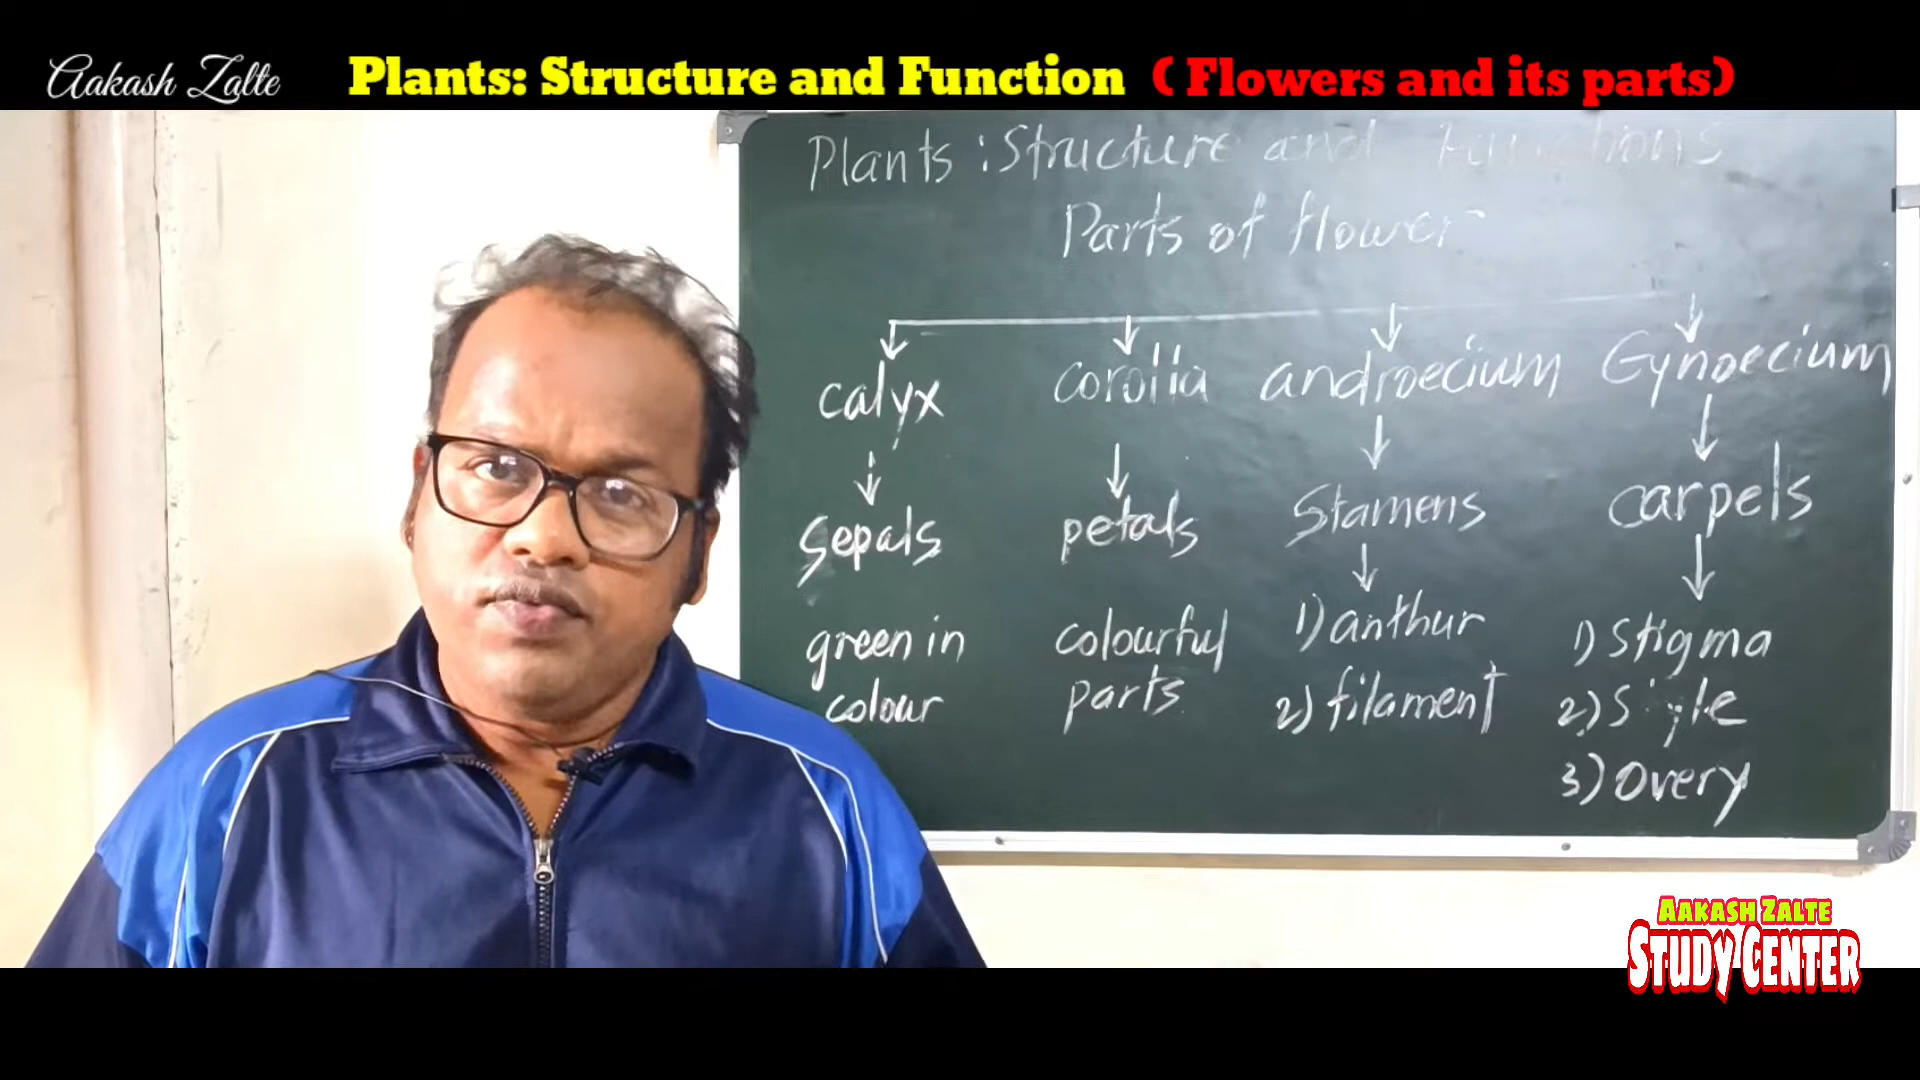 Aakash Zalte
Plants: Structure and Function ( Flowers and its parts)
Plants : Structure and Functions
Parts of flower
calyx corolla androecium Gynoecium
sepals petals Stamens carpels
green in colour
colourful parts
1) anthur
2) filament
1) Stigma
2) Style
3) Overy
AAKASH ZALTE
STUDY CENTER